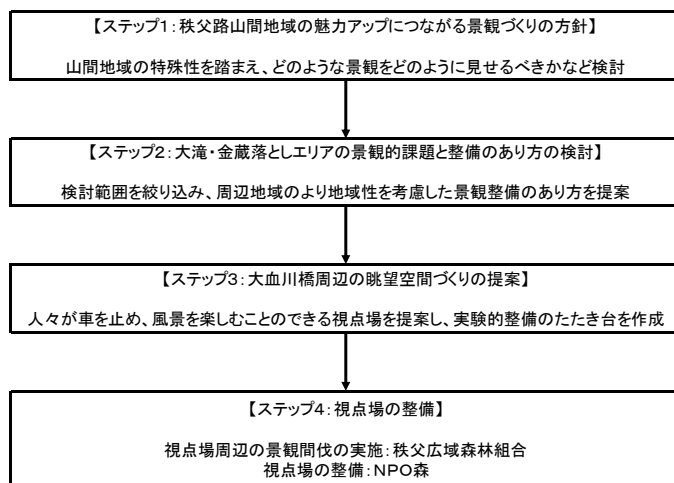 【ステップ1：秩父路山間地域の魅力アップにつながる景観づくりの方針】
山間地域の特殊性を踏まえ、どのような景観をどのように見せるべきかなど検討
【ステップ2：大滝・金蔵落としエリアの景観的課題と整備のあり方の検討】
検討範囲を絞り込み、周辺地域のより地域性を考慮した景観整備のあり方を提案
【ステップ3：大血川橋周辺の眺望空間づくりの提案】
人々が車を止め、風景を楽しむことのできる視点場を提案し、実験的整備のたたき台を作成
【ステップ4：視点場の整備】
視点場周辺の景観間伐の実施：秩父広域森林組合
視点場の整備：NPO森